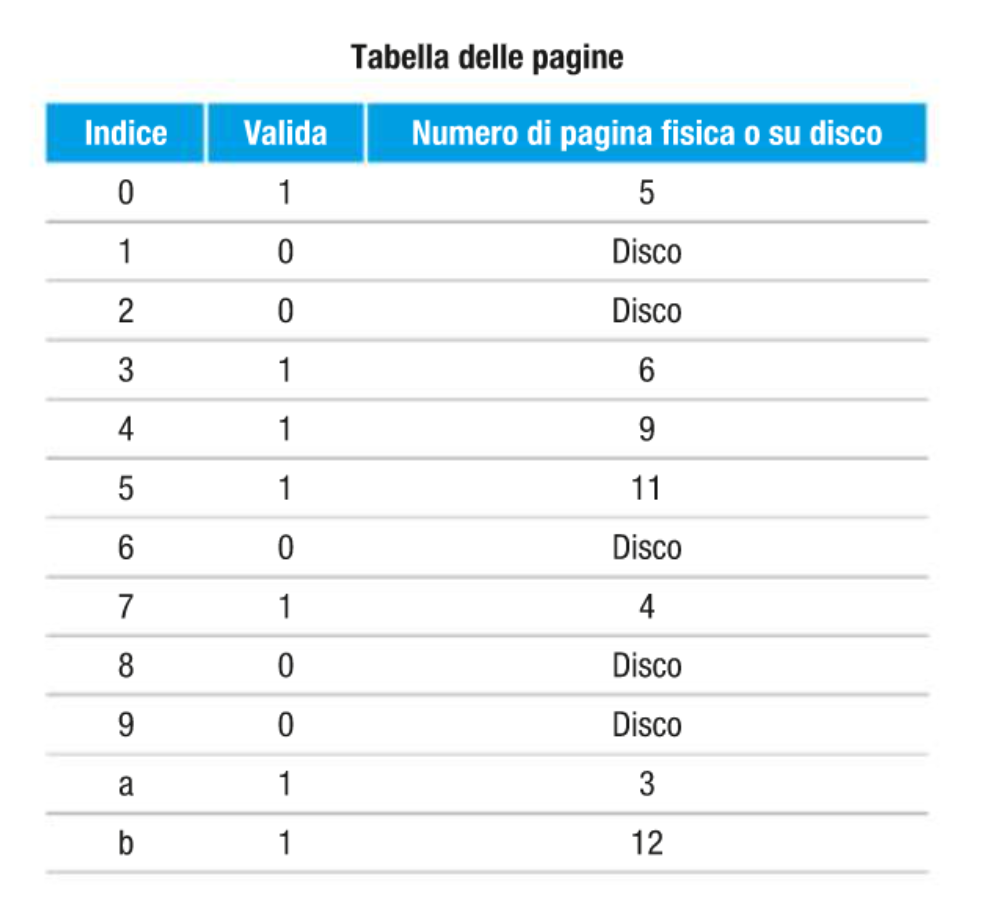 Tabella delle pagine
Indice Valida Numero di pagina fisica o su disco
0 1 5
1 0 Disco
2 0 Disco
3 1 6
4 1 9
5 1 11
6 0 Disco
7 1 4
8 0 Disco
9 0 Disco
a 1 3
b 1 12